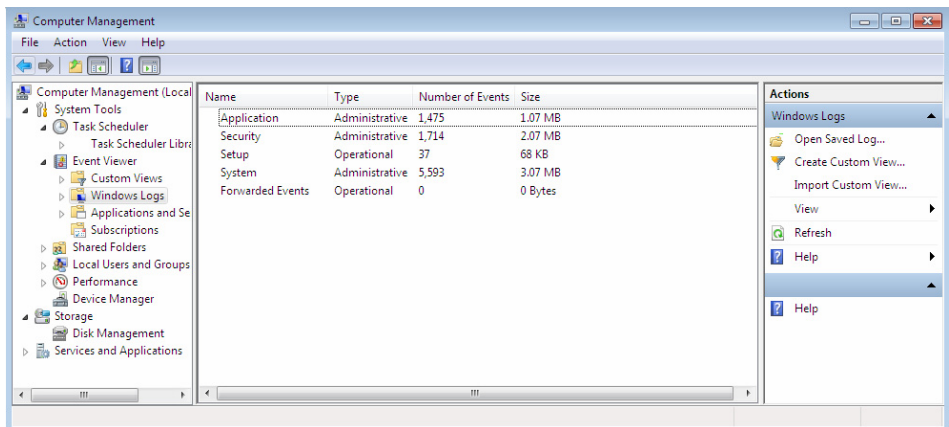 Computer Management
File Action View Help
Computer Management (Local
System Tools
Task Scheduler
Task Scheduler Libra
Event Viewer
Custom Views
Windows Logs
Applications and Se
Subscriptions
Shared Folders
Local Users and Groups
Performance
Device Manager
Storage
Disk Management
Services and Applications
Name Type Number of Events Size
Application Administrative 1,475 1.07 MB
Security Administrative 1,714 2.07 MB
Setup Operational 37 68 KB
System Administrative 5,593 3.07 MB
Forwarded Events Operational 0 0 Bytes
Actions
Windows Logs
Open Saved Log...
Create Custom View...
Import Custom View...
View
Refresh
Help
Help